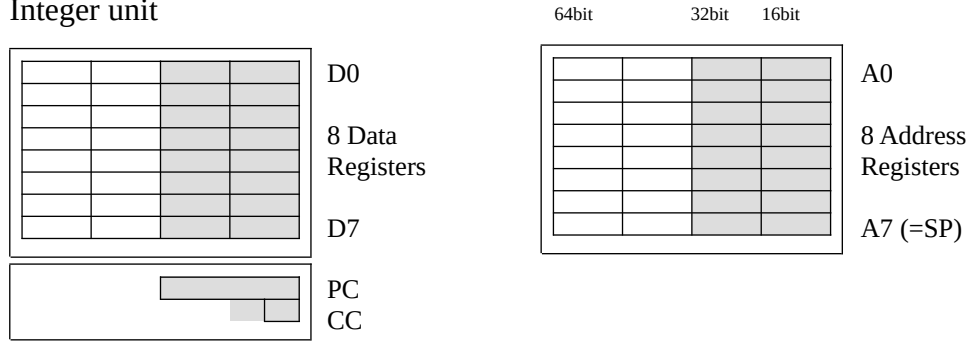 Integer unit
64bit 32bit 16bit
D0
8 Data
Registers
D7
PC
CC
A0
8 Address
Registers
A7 (=SP)